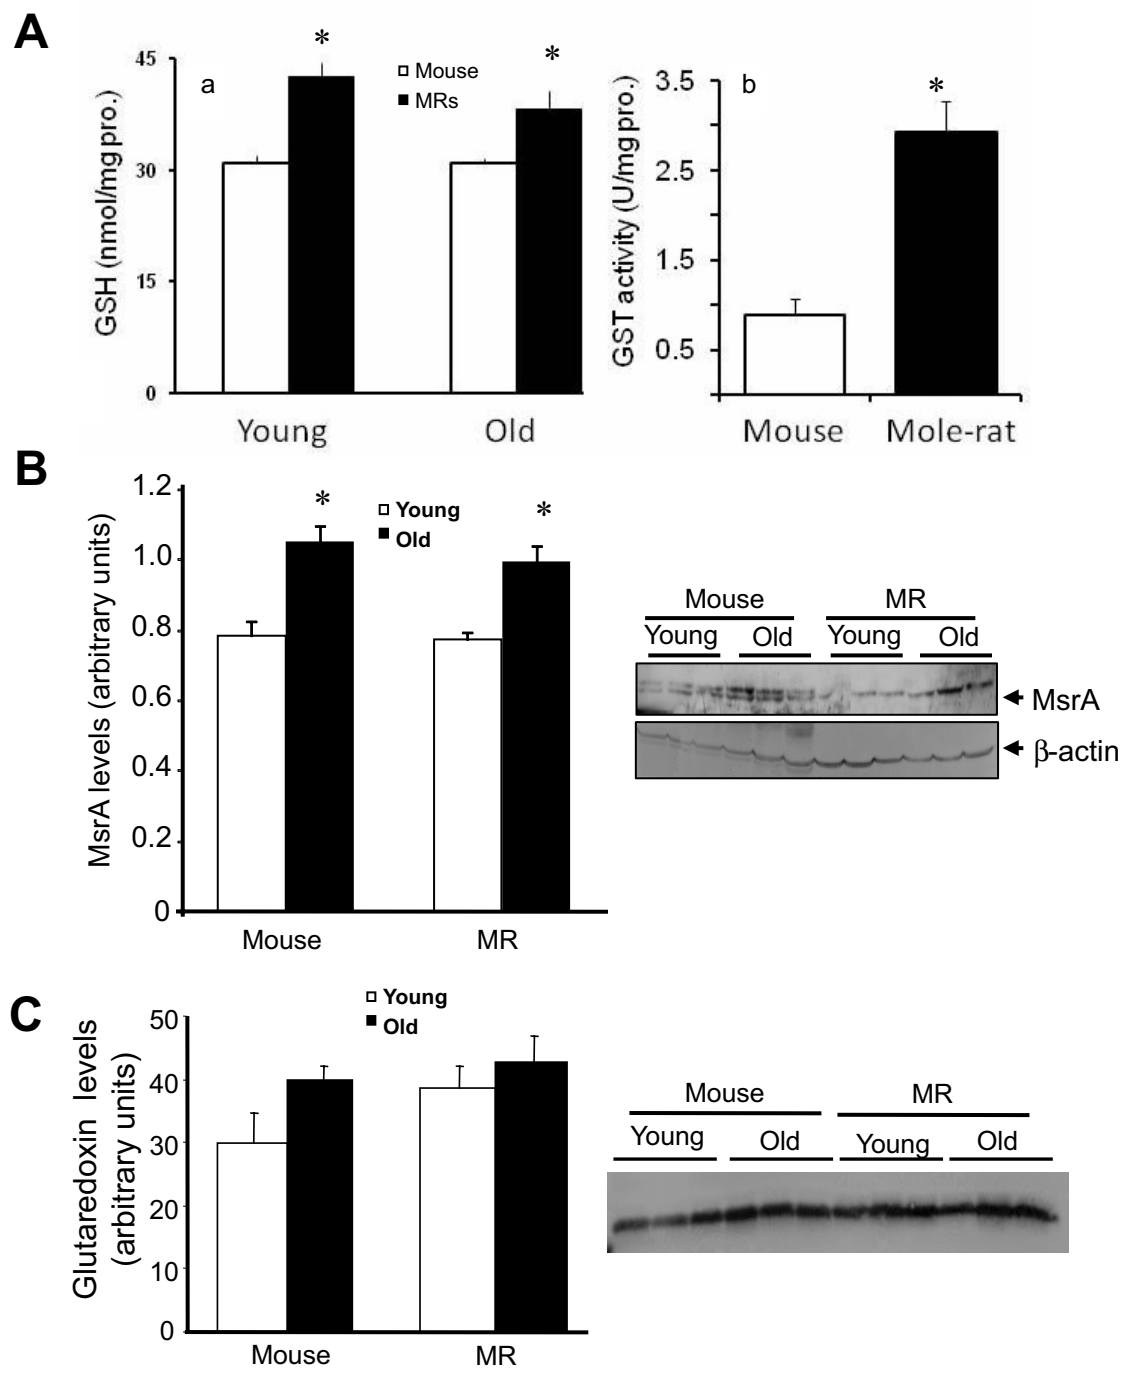 A
GSH (nmol/mg pro.)
45
30
15
0
a
*
*
Mouse
MRs
Young
Old
GST activity (U/mg pro.)
3.5
2.5
1.5
0.5
b
*
Mouse
Mole-rat
B
MsrA levels (arbitrary units)
1.2
1.0
0.8
0.6
0.4
0.2
0
*
*
Young
Old
Mouse
MR
Mouse MR
Young Old Young Old
MsrA
β-actin
C
Glutaredoxin levels
(arbitrary units)
50
40
30
20
10
0
Young
Old
Mouse
MR
Mouse MR
Young Old Young Old